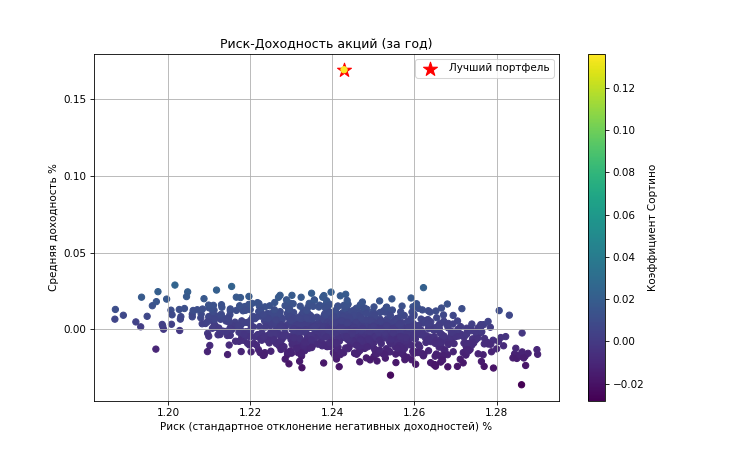 Риск-Доходность акций (за год)
Лучший портфель
0.15
0.10
0.05
0.00
Средняя доходность %
1.20 1.22 1.24 1.26 1.28
Риск (стандартное отклонение негативных доходностей) %
0.12
0.10
0.08
0.06
0.04
0.02
0.00
−0.02
Коэффициент Сортино